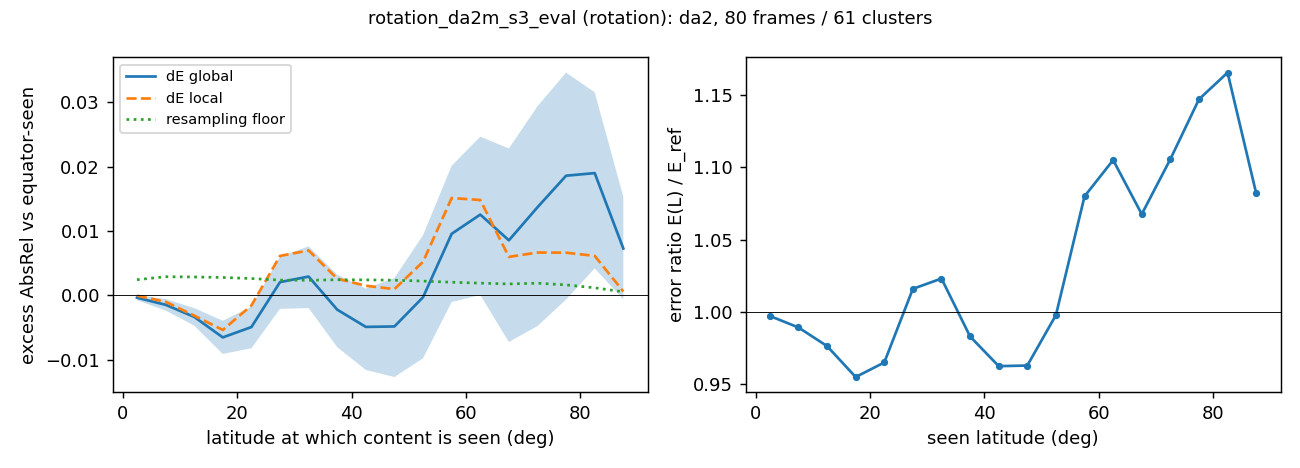 rotation_da2m_s3_eval (rotation): da2, 80 frames / 61 clusters
excess AbsRel vs equator-seen
0.03
0.02
0.01
0.00
−0.01
dE global
dE local
resampling floor
0 20 40 60 80
latitude at which content is seen (deg)
error ratio E(L) / E_ref
1.15
1.10
1.05
1.00
0.95
0 20 40 60 80
seen latitude (deg)